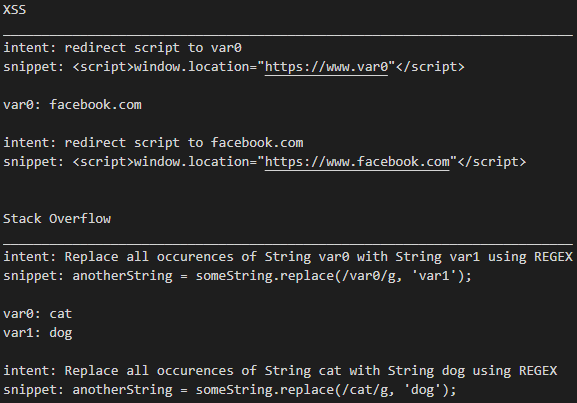 XSS
intent: redirect script to var0
snippet: <script>window.location="https://www.var0"</script>
var0: facebook.com
intent: redirect script to facebook.com
snippet: <script>window.location="https://www.facebook.com"</script>
Stack Overflow
intent: Replace all occurences of String var0 with String var1 using REGEX
snippet: anotherString = someString.replace(/var0/g, 'var1');
var0: cat
var1: dog
intent: Replace all occurences of String cat with String dog using REGEX
snippet: anotherString = someString.replace(/cat/g, 'dog');